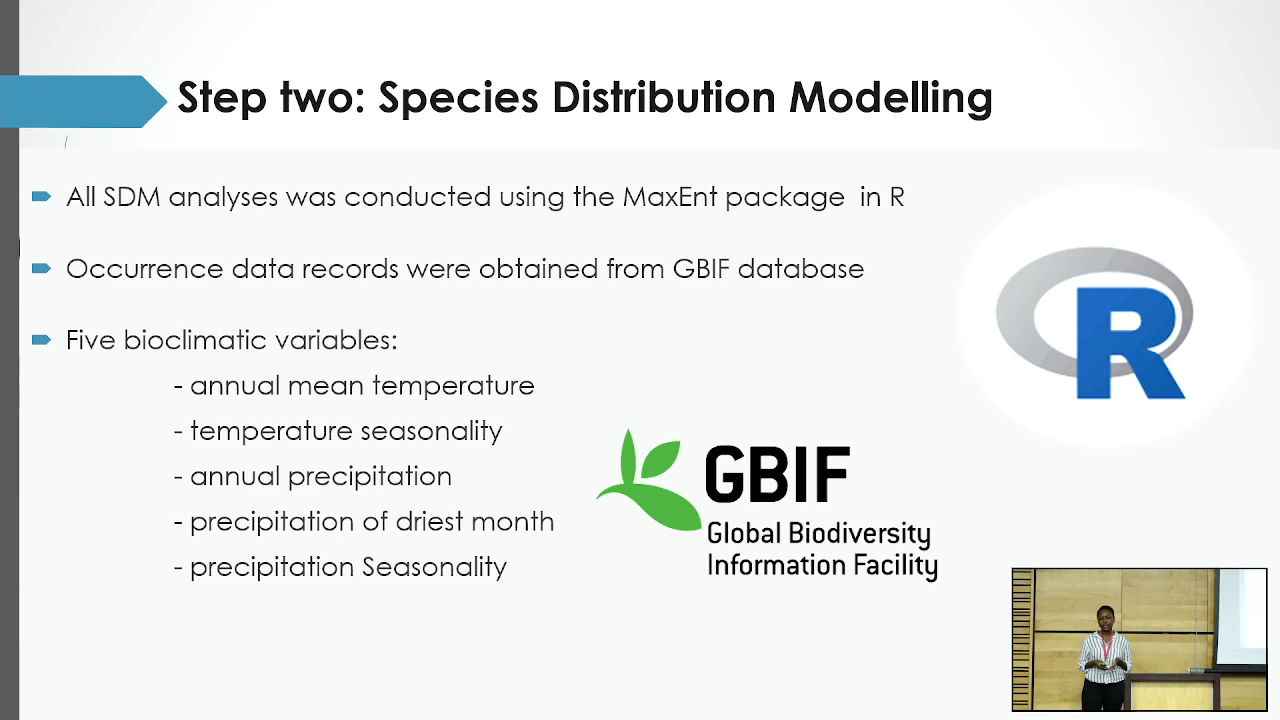 Step two: Species Distribution Modelling
All SDM analyses was conducted using the MaxEnt package in R
Occurrence data records were obtained from GBIF database
Five bioclimatic variables:
- annual mean temperature
- temperature seasonality
- annual precipitation
- precipitation of driest month
- precipitation Seasonality
R
GBIF
Global Biodiversity
Information Facility